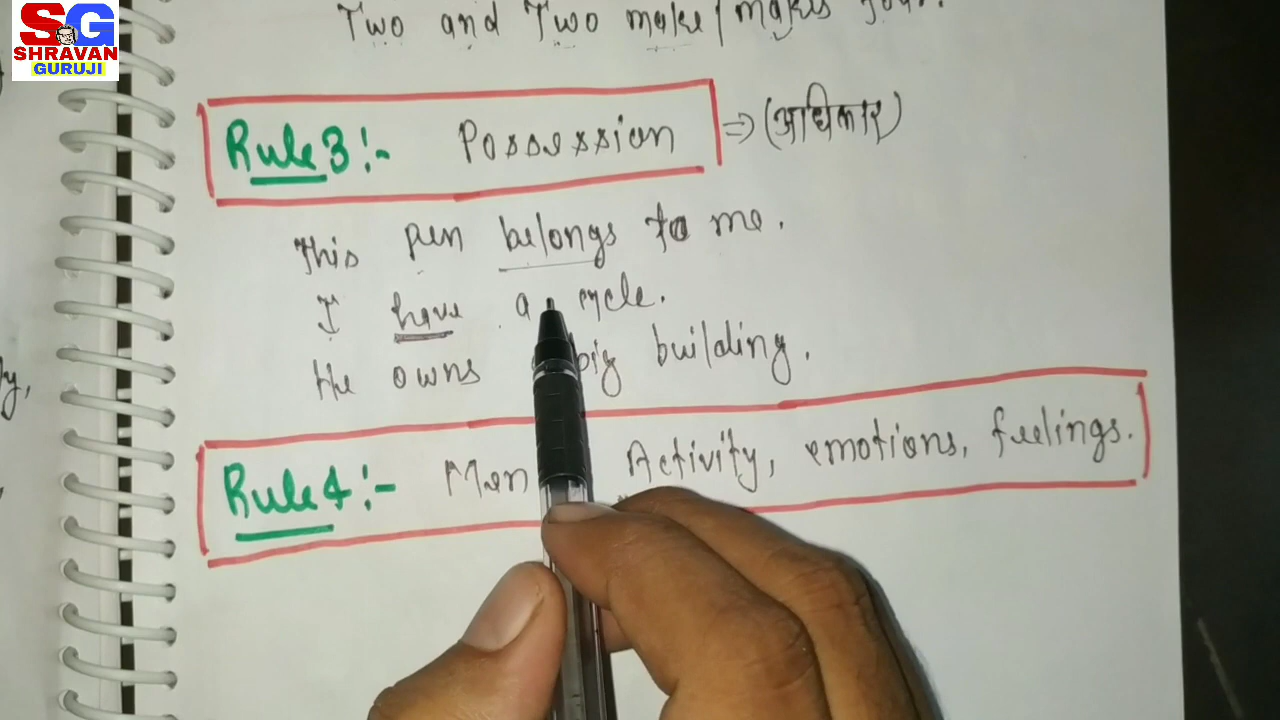 SG
SHRAVAN
GURUJI
Two and Two make/makes four.
Rule 3:- Possession => (अधिकार)
This pen belongs to me.
I have a cycle.
He owns big building.
Rule 4:- Activity, emotions, feelings.